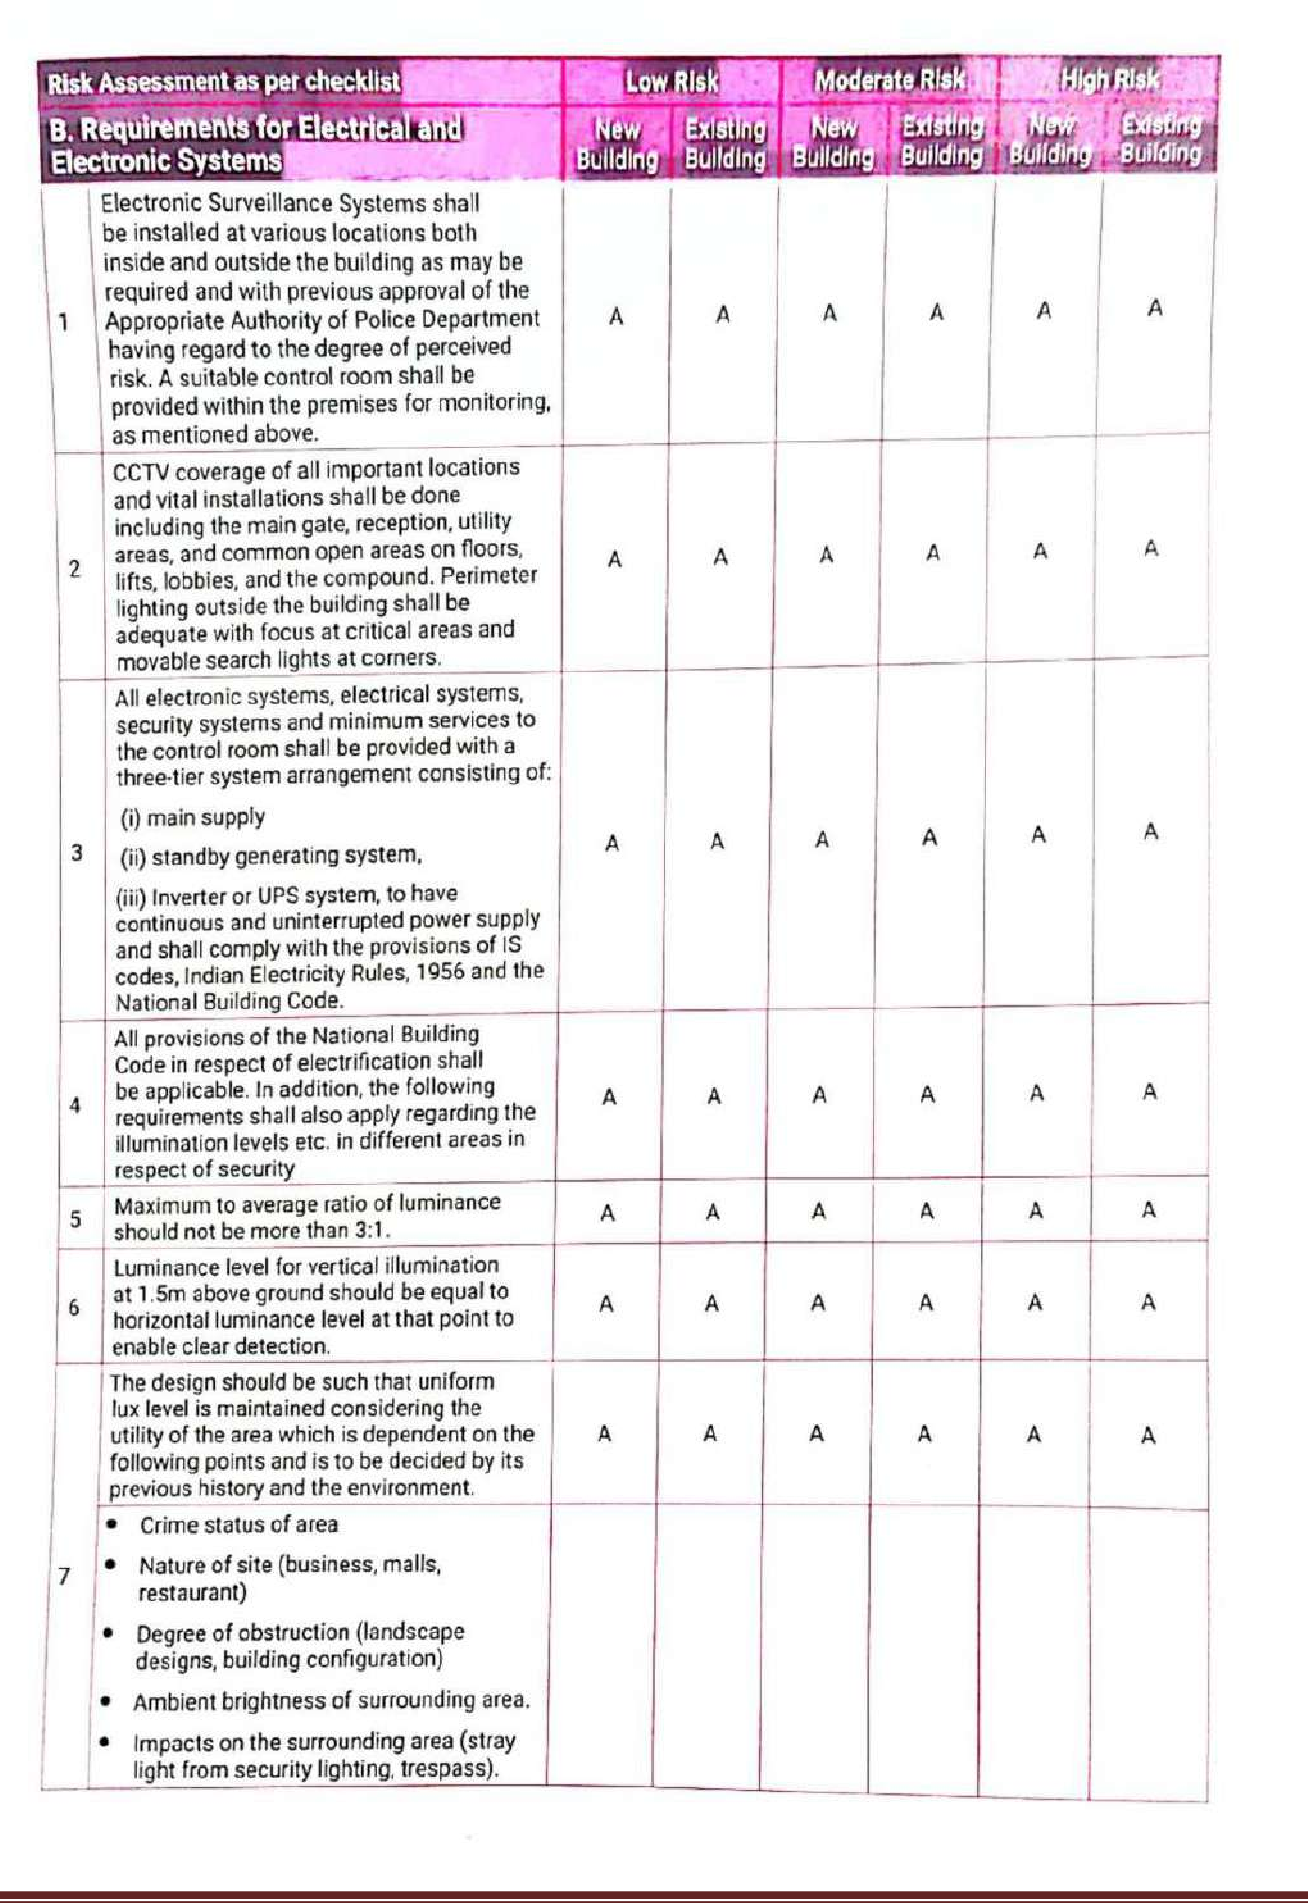 Risk Assessment as per checklist
Low Risk
Moderate Risk
High Risk
B. Requirements for Electrical and
Electronic Systems
New
Building
Existing
Building
New
Building
Existing
Building
New
Building
Existing
Building
1
Electronic Surveillance Systems shall
be installed at various locations both
inside and outside the building as may be
required and with previous approval of the
Appropriate Authority of Police Department
having regard to the degree of perceived
risk. A suitable control room shall be
provided within the premises for monitoring,
as mentioned above.
A A A A A A
2
CCTV coverage of all important locations
and vital installations shall be done
including the main gate, reception, utility
areas, and common open areas on floors,
lifts, lobbies, and the compound. Perimeter
lighting outside the building shall be
adequate with focus at critical areas and
movable search lights at corners.
A A A A A A
3
All electronic systems, electrical systems,
security systems and minimum services to
the control room shall be provided with a
three-tier system arrangement consisting of:
(i) main supply
(ii) standby generating system,
(iii) Inverter or UPS system, to have
continuous and uninterrupted power supply
and shall comply with the provisions of IS
codes, Indian Electricity Rules, 1956 and the
National Building Code.
A A A A A A
4
All provisions of the National Building
Code in respect of electrification shall
be applicable. In addition, the following
requirements shall also apply regarding the
illumination levels etc. in different areas in
respect of security
A A A A A A
5
Maximum to average ratio of luminance
should not be more than 3:1.
A A A A A A
6
Luminance level for vertical illumination
at 1.5m above ground should be equal to
horizontal luminance level at that point to
enable clear detection.
A A A A A A
7
The design should be such that uniform
lux level is maintained considering the
utility of the area which is dependent on the
following points and is to be decided by its
previous history and the environment.
A A A A A A
• Crime status of area
• Nature of site (business, malls,
restaurant)
• Degree of obstruction (landscape
designs, building configuration)
• Ambient brightness of surrounding area.
• Impacts on the surrounding area (stray
light from security lighting, trespass).